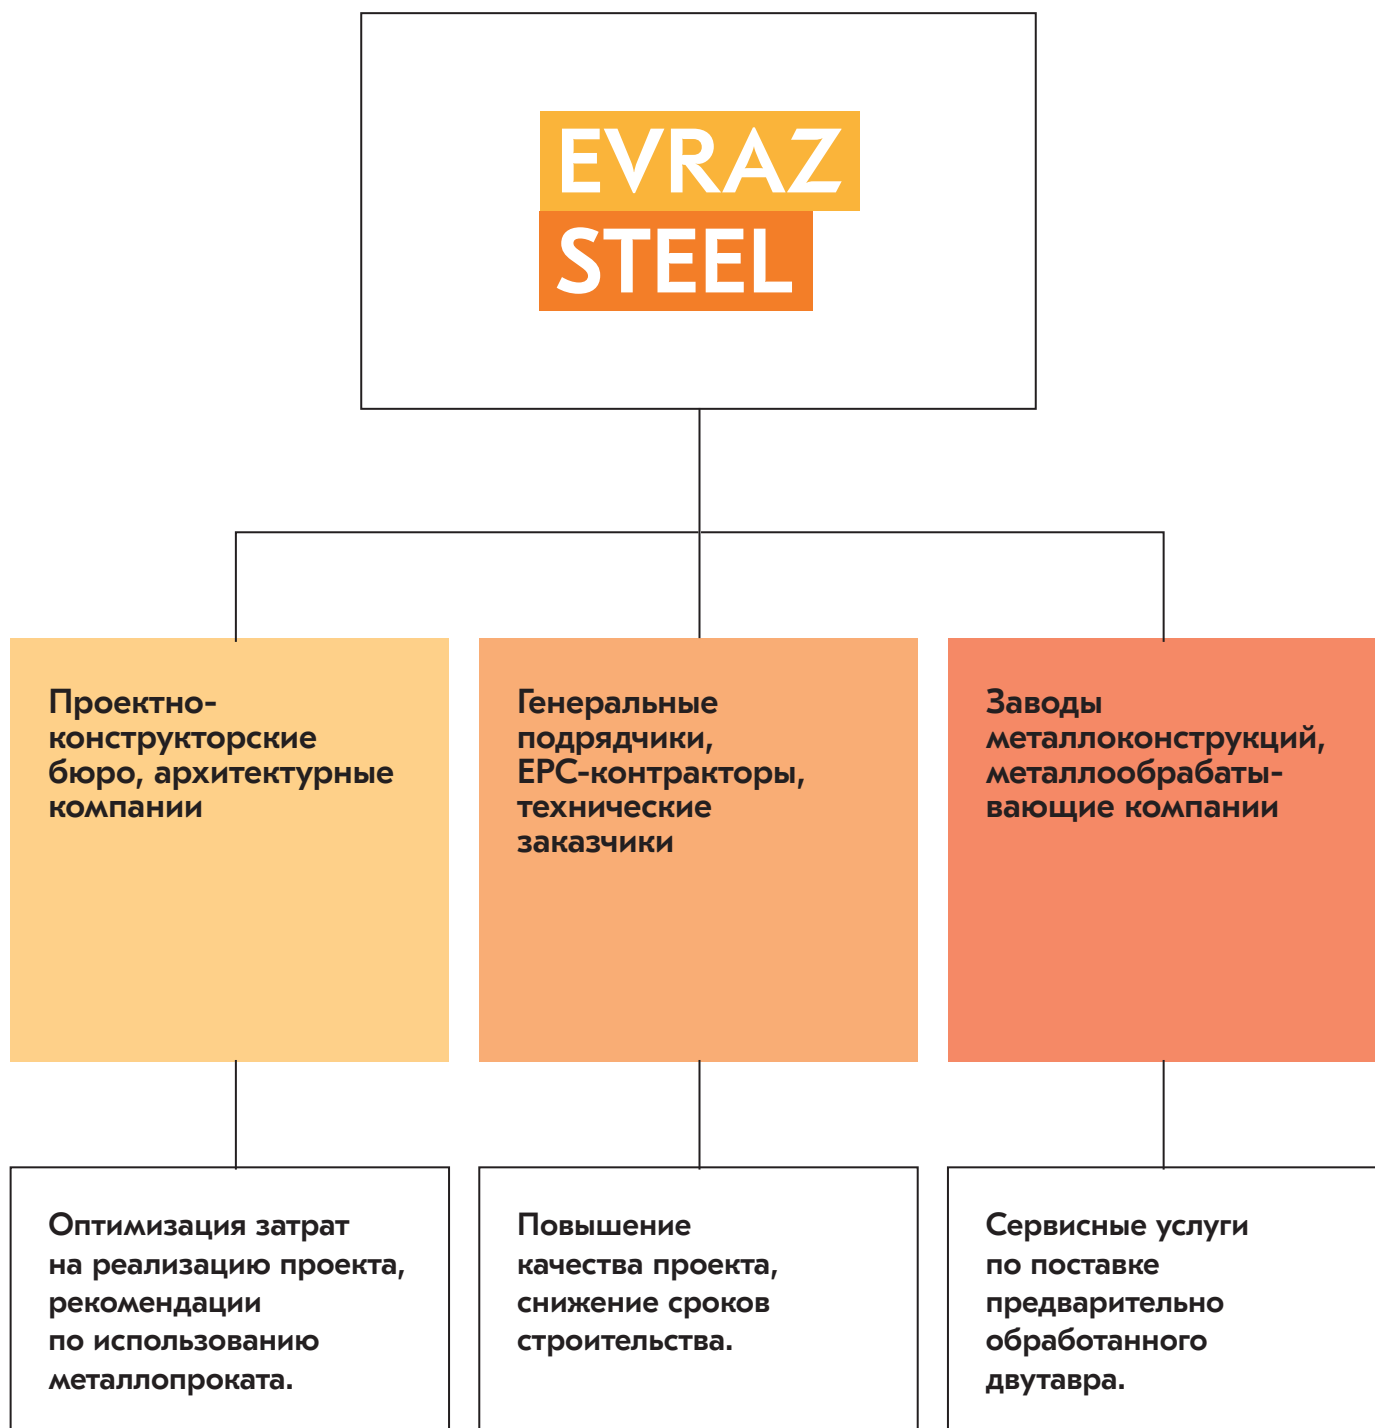 EVRAZ
STEEL
Проектно-
конструкторские
бюро, архитектурные
компании
Генеральные
подрядчики,
EPC-контракторы,
технические
заказчики
Заводы
металлоконструкций,
металлообрабаты-
вающие компании
Оптимизация затрат
на реализацию проекта,
рекомендации
по использованию
металлопроката.
Повышение
качества проекта,
снижение сроков
строительства.
Сервисные услуги
по поставке
предварительно
обработанного
двутавра.